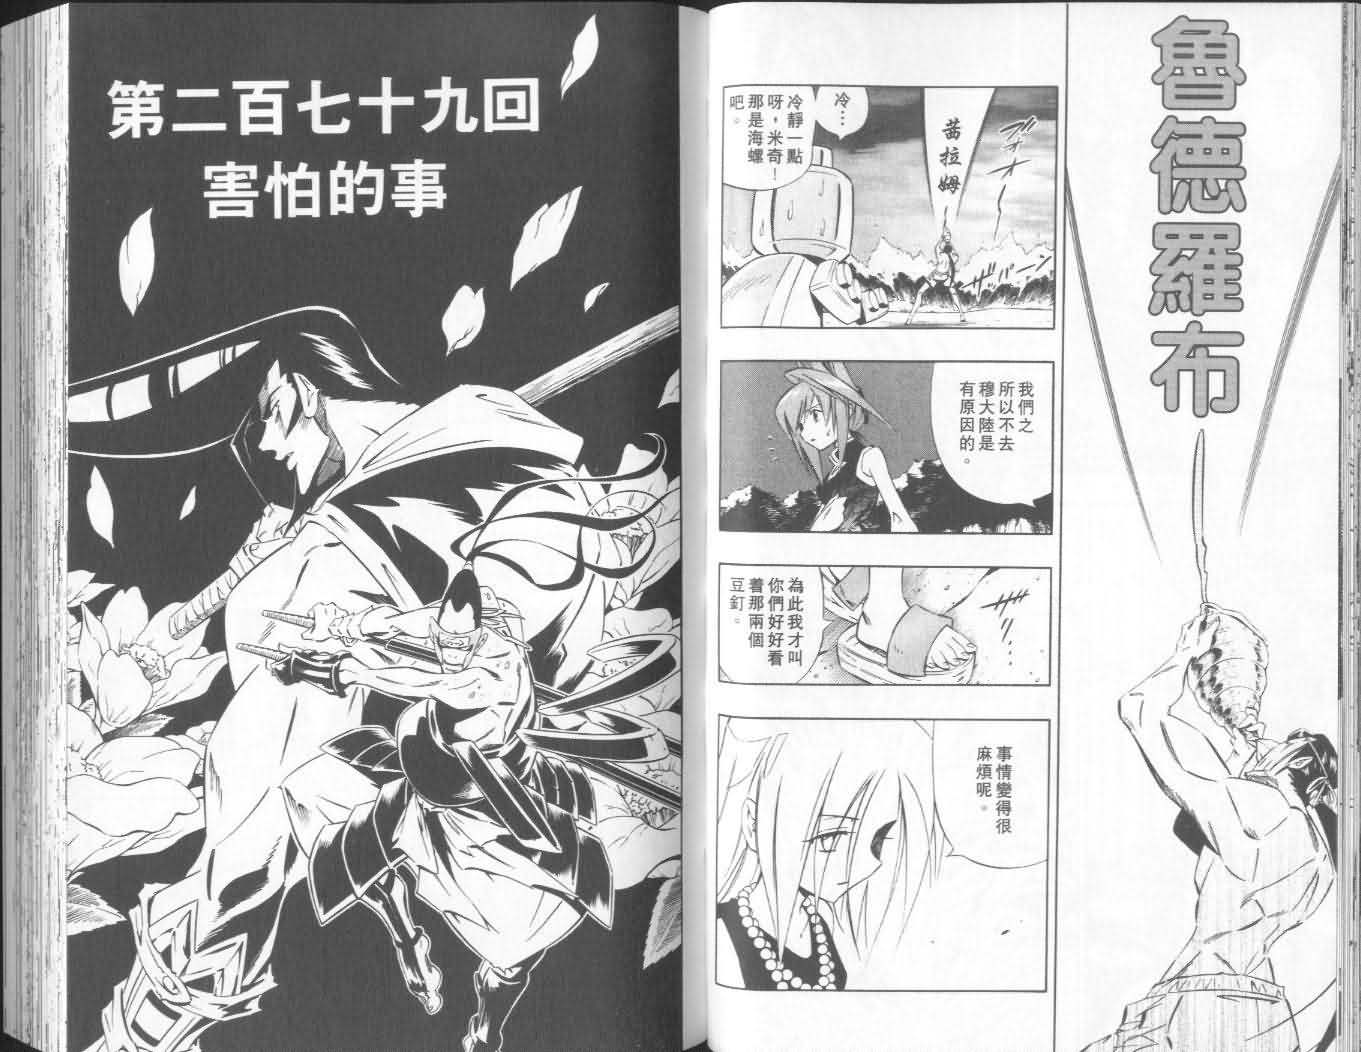 魯德羅布
茜拉姆
冷…
冷靜一點
呀，米奇！
那是海螺
吧。
我們之
所以不去
穆大陸是
有原因的。
為此我才叫
你們好好看
着那兩個
豆釘。
事情變得很
麻煩呢。
第二百七十九回
害怕的事